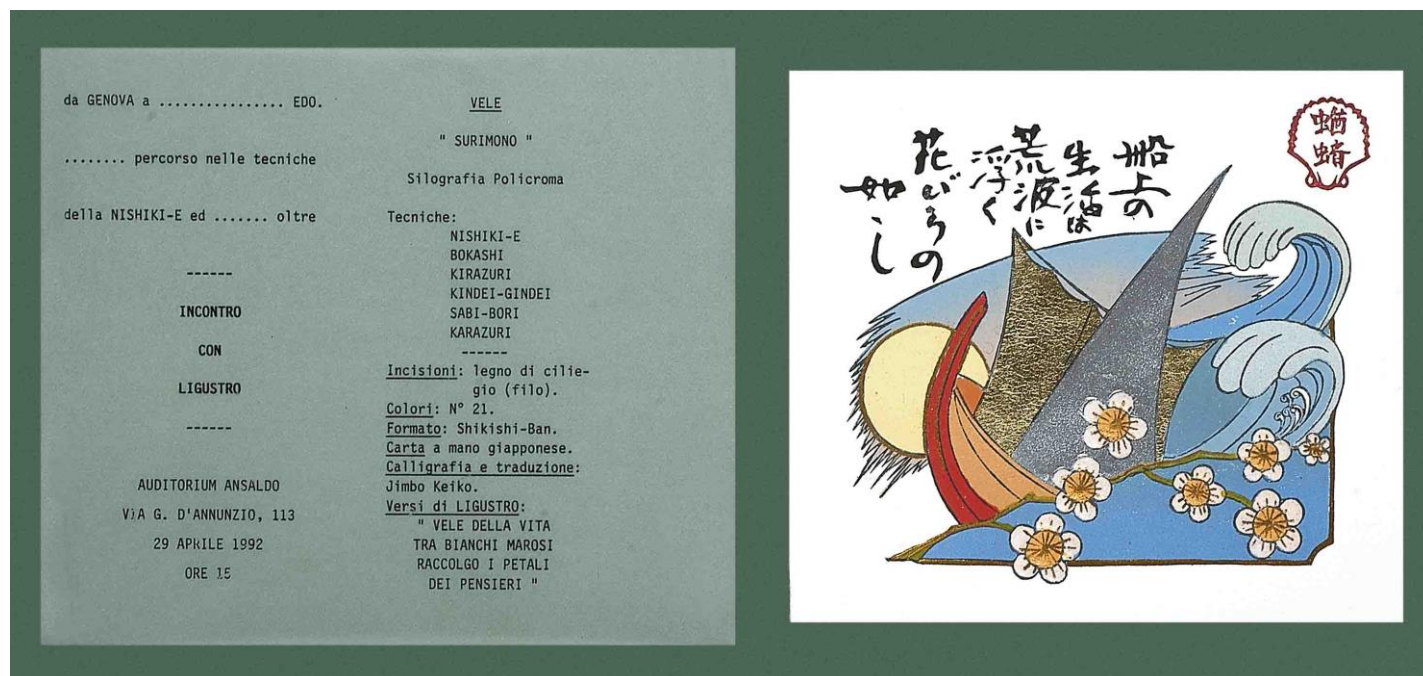 da GENOVA a ................ EDO.
........ percorso nelle tecniche
della NISHIKI-E ed ....... oltre
------
INCONTRO
CON
LIGUSTRO
------
AUDITORIUM ANSALDO
VIA G. D'ANNUNZIO, 113
29 APRILE 1992
ORE 15
VELE
" SURIMONO "
Silografia Policroma
Tecniche:
NISHIKI-E
BOKASHI
KIRAZURI
KINDEI-GINDEI
SABI-BORI
KARAZURI
------
Incisioni: legno di cilie-
gio (filo).
Colori: N° 21.
Formato: Shikishi-Ban.
Carta a mano giapponese.
Calligrafia e traduzione:
Jimbo Keiko.
Versi di LIGUSTRO:
" VELE DELLA VITA
TRA BIANCHI MAROSI
RACCOLGO I PETALI
DEI PENSIERI "
船上の
生活は
荒波に
浮く
花びらの
如し